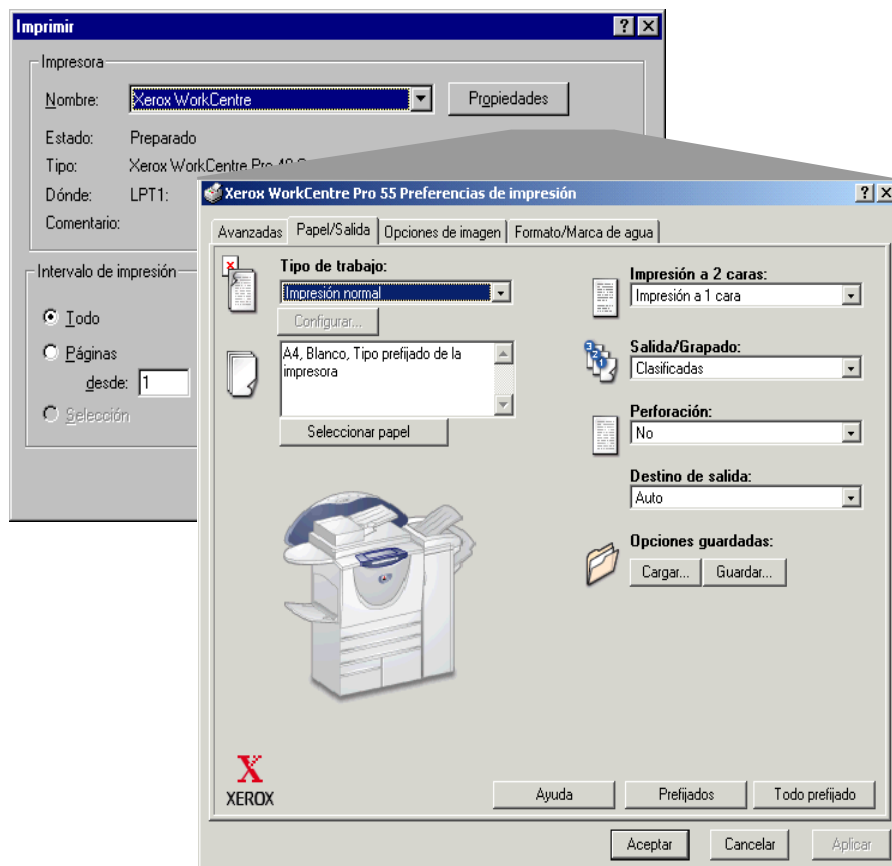 Imprimir
Impresora
Nombre: Xerox WorkCentre Propiedades
Estado: Preparado
Tipo: Xerox WorkCentre Pro
Dónde: LPT1:
Comentario:
Intervalo de impresión
Todo
Páginas
desde: 1
Selección
Xerox WorkCentre Pro 55 Preferencias de impresión
Avanzadas Papel/Salida Opciones de imagen Formato/Marca de agua
Tipo de trabajo:
Impresión normal
Configurar...
A4, Blanco, Tipo prefijado de la
impresora
Seleccionar papel
Impresión a 2 caras:
Impresión a 1 cara
Salida/Grapado:
Clasificadas
Perforación:
No
Destino de salida:
Auto
Opciones guardadas:
Cargar... Guardar...
X
XEROX
Ayuda Prefijados Todo prefijado
Aceptar Cancelar Aplicar